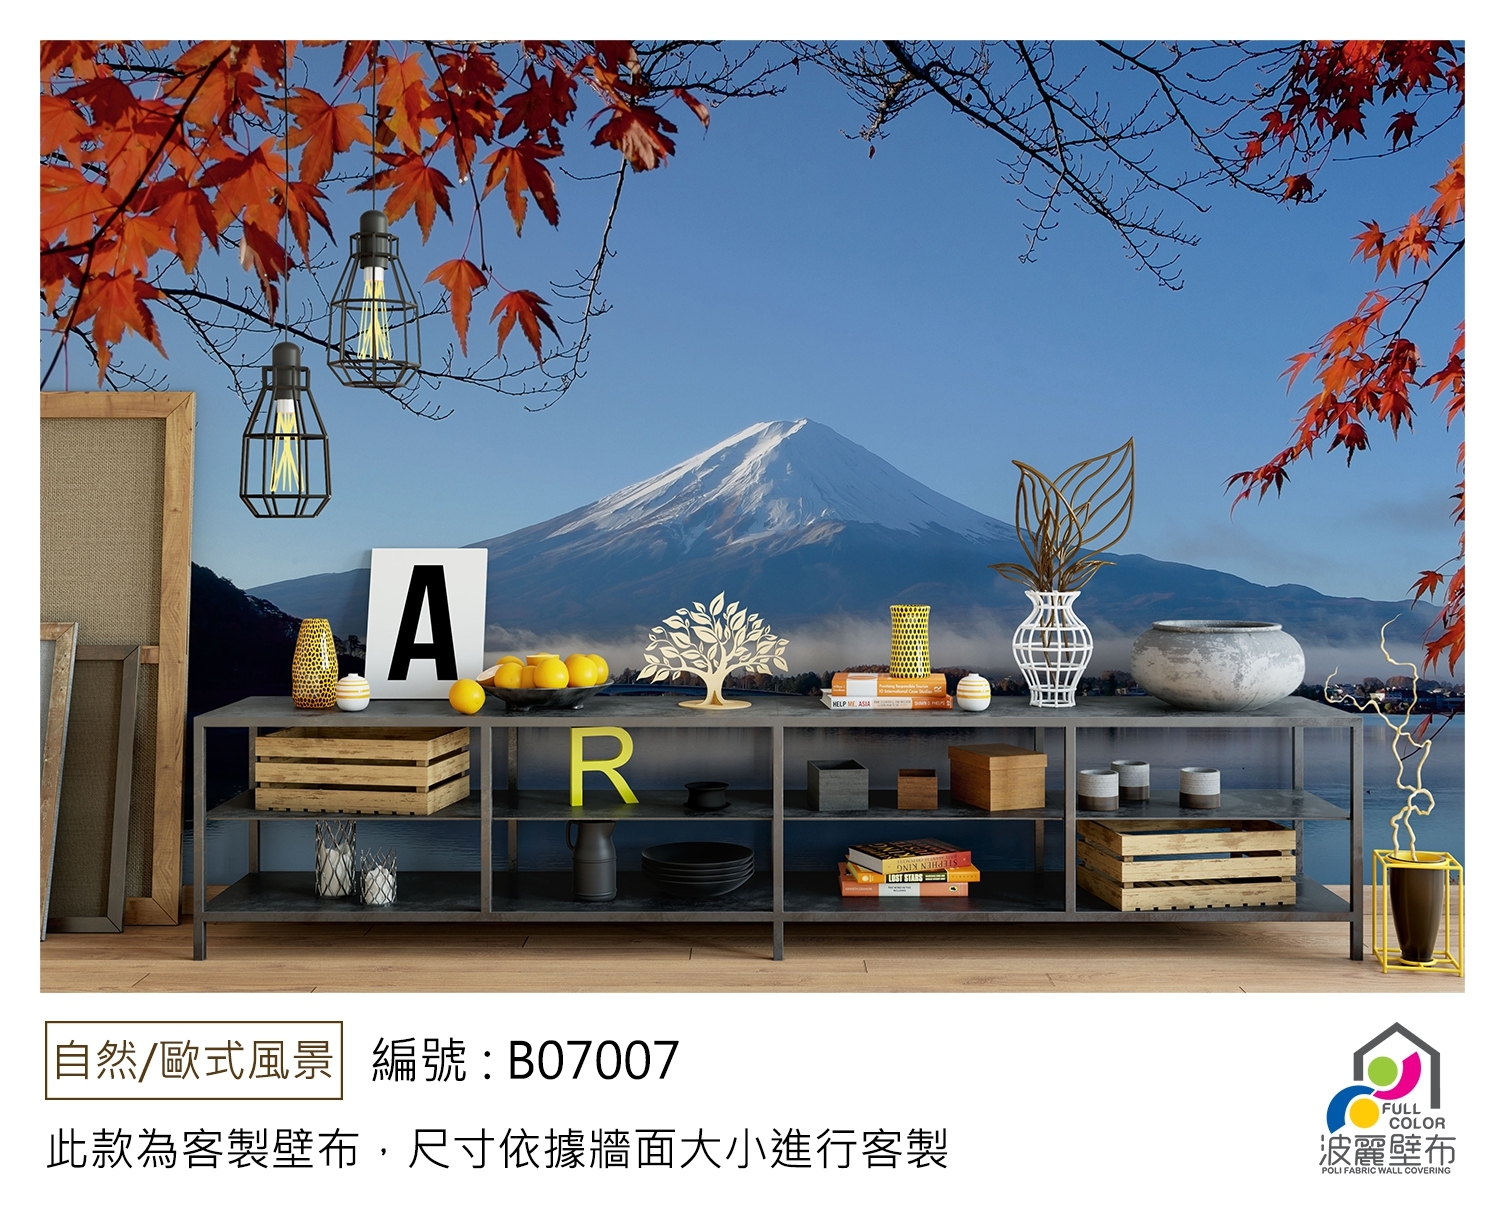 A
HELP ME, ASIA
R
STEPHEN KING
LOST STARS
自然/歐式風景
編號 : B07007
此款為客製壁布，尺寸依據牆面大小進行客製
FULL
COLOR
波麗壁布
POLI FABRIC WALL COVERING